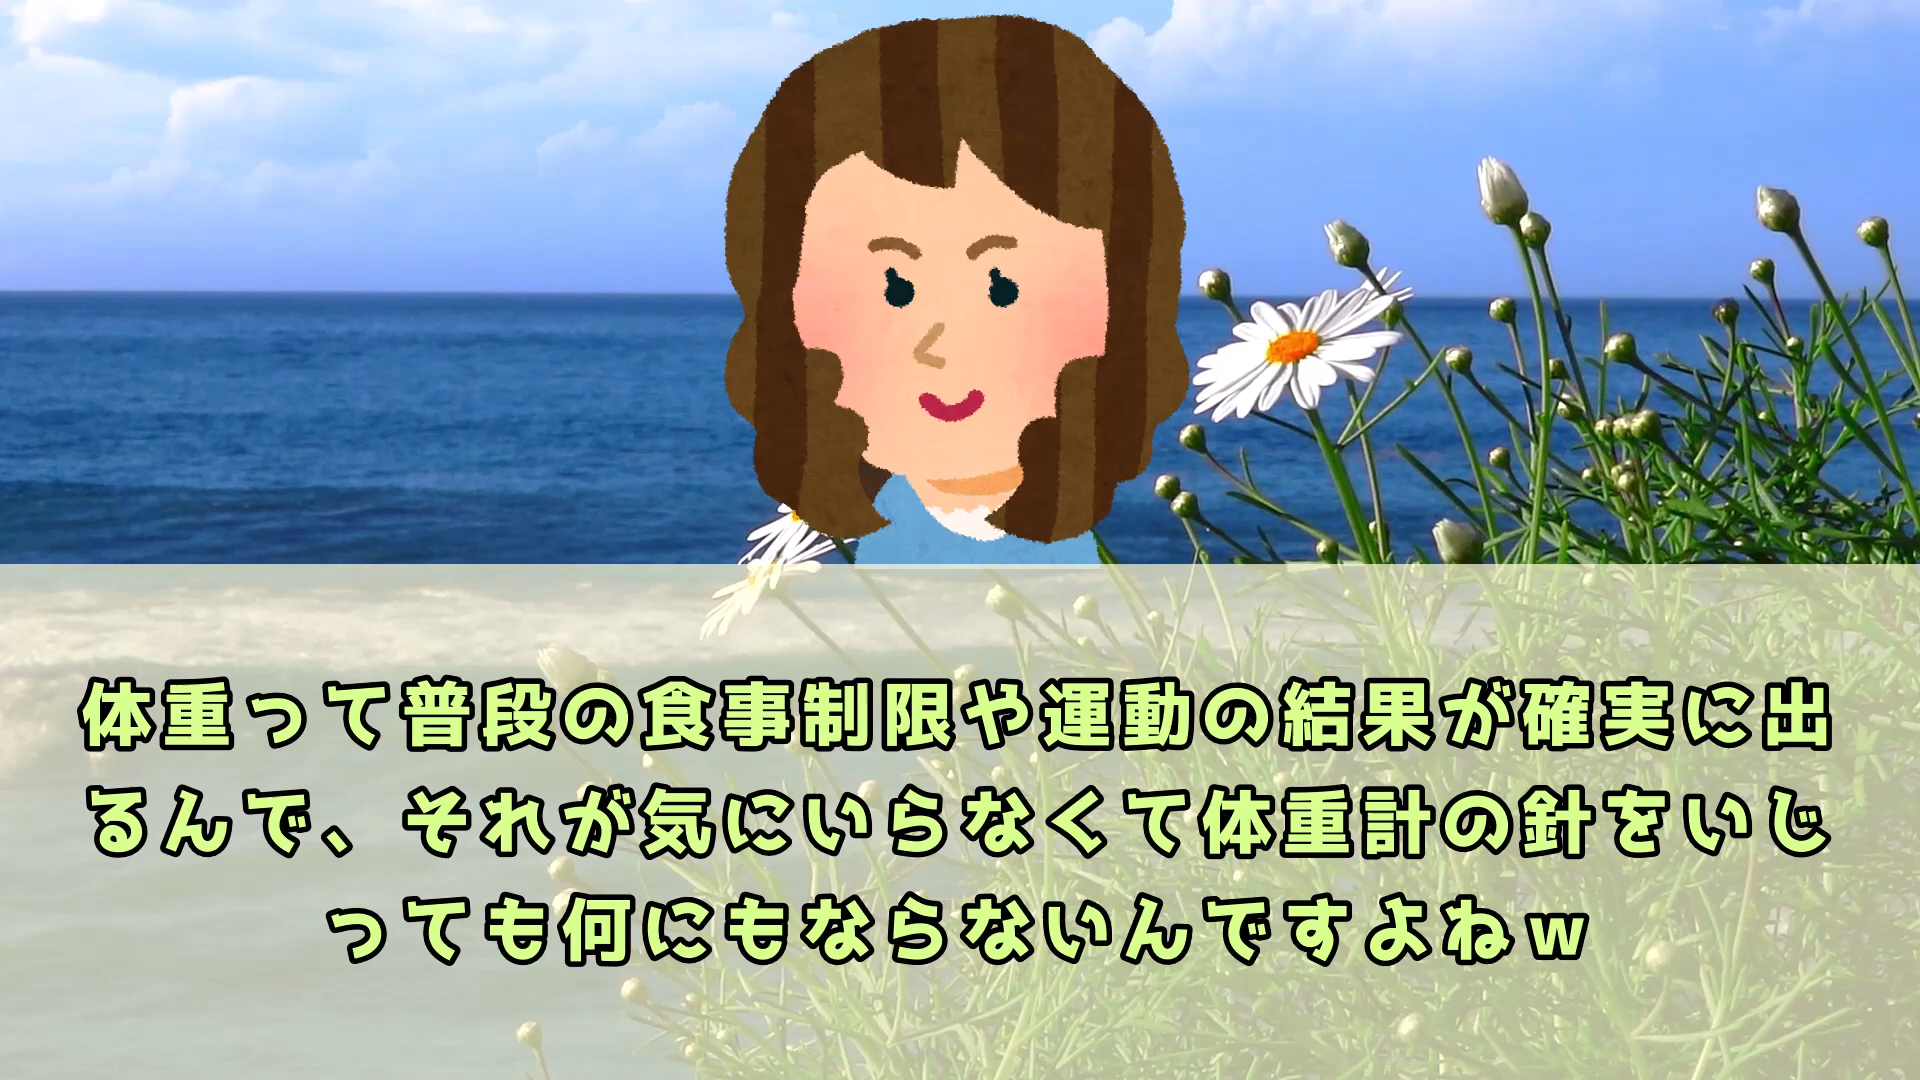 体重って普段の食事制限や運動の結果が確実に出
るんで、それが気にいらなくて体重計の針をいじ
っても何にもならないんですよねｗ